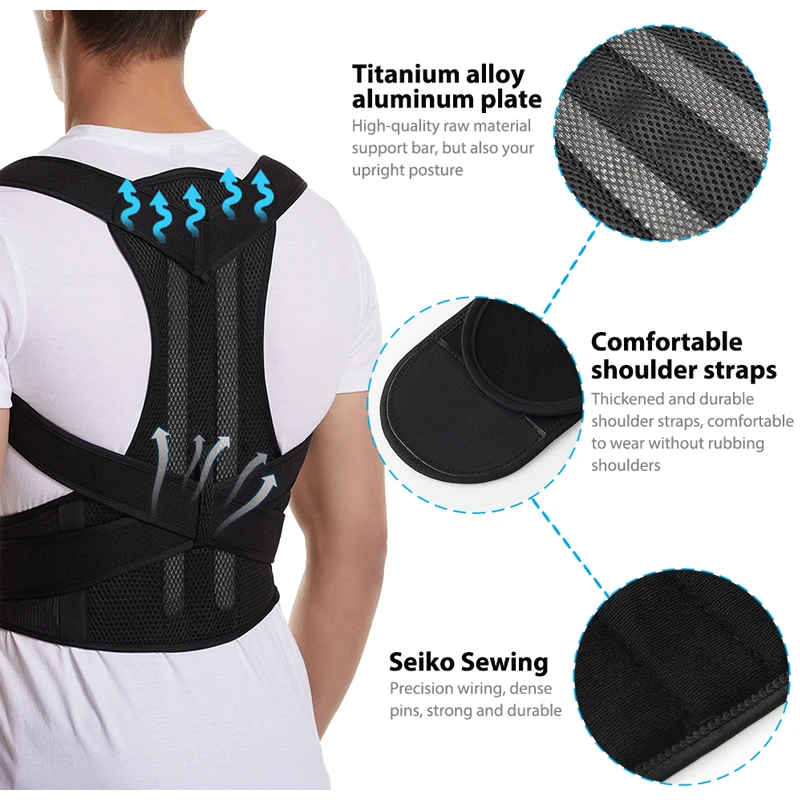 Titanium alloy
aluminum plate
High-quality raw material
support bar, but also your
upright posture
Comfortable
shoulder straps
Thickened and durable
shoulder straps, comfortable
to wear without rubbing
shoulders
Seiko Sewing
Precision wiring, dense
pins, strong and durable